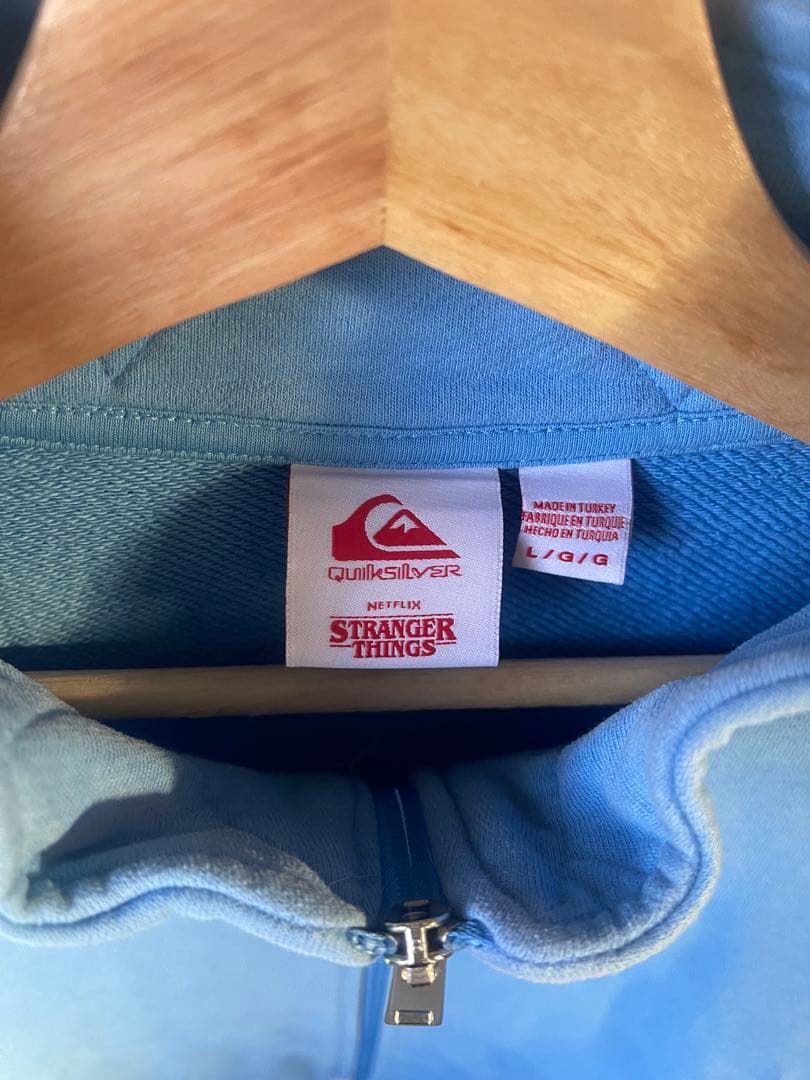 QUIKSILVER
NETFLIX
STRANGER
THINGS
MADE IN TURKEY
FABRIQUE EN TURQUIE
HECHO EN TURQUIA
L/G/G